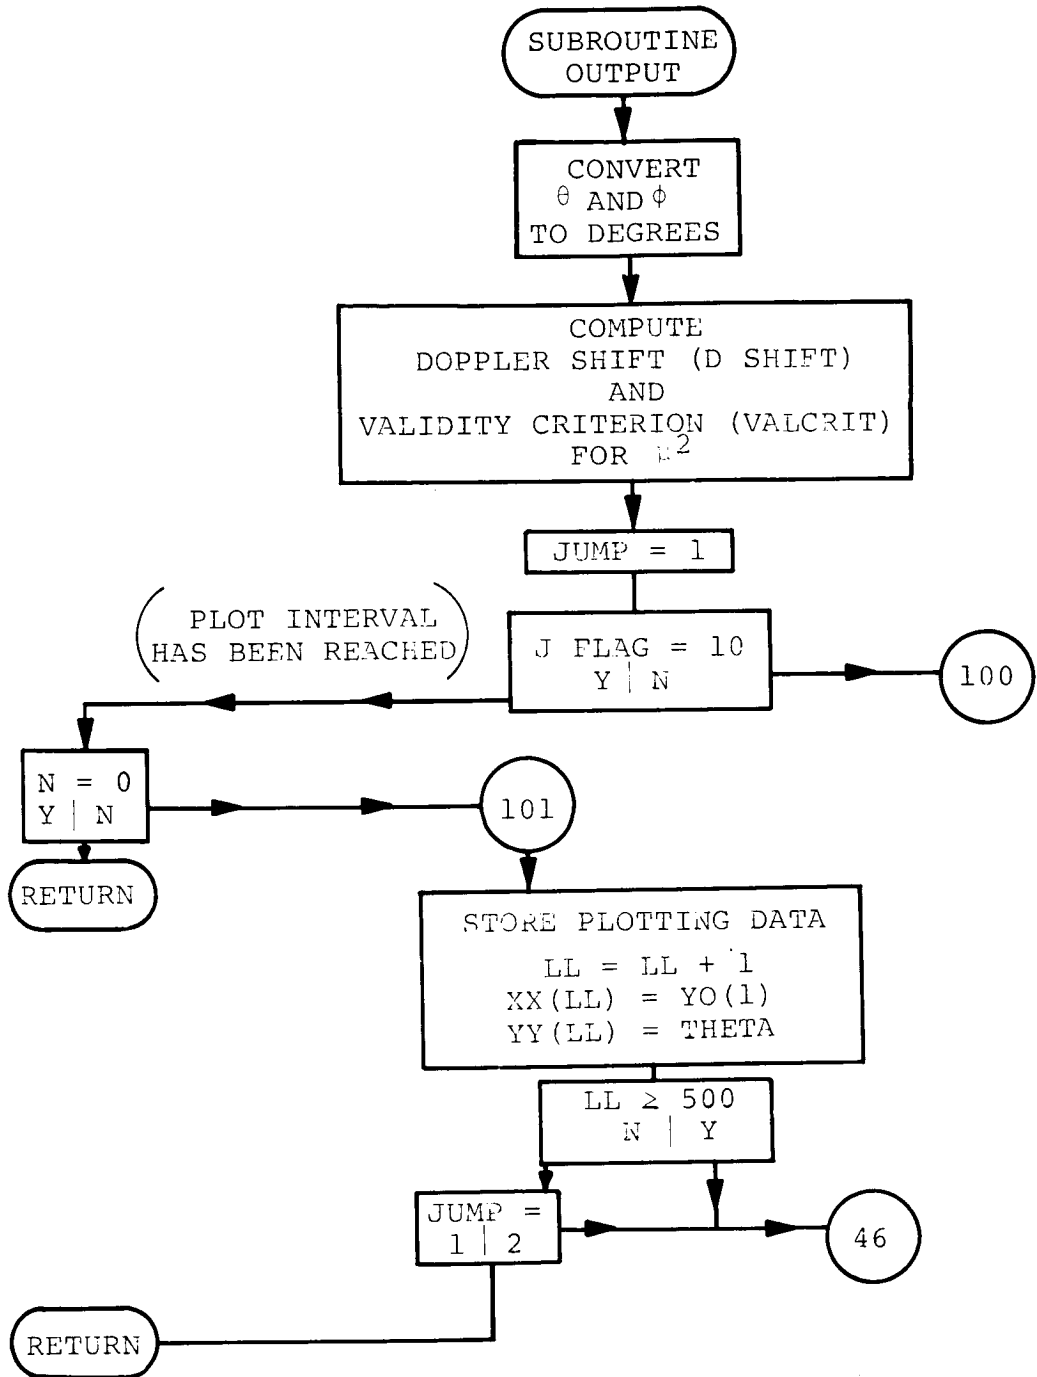 SUBROUTINE
OUTPUT
CONVERT
θ AND φ
TO DEGREES
COMPUTE
DOPPLER SHIFT (D SHIFT)
AND
VALIDITY CRITERION (VALCRIT)
FOR μ²
JUMP = 1
(PLOT INTERVAL
HAS BEEN REACHED)
J FLAG = 10
Y | N
100
N = 0
Y | N
101
RETURN
STORE PLOTTING DATA
LL = LL + 1
XX(LL) = YO(1)
YY(LL) = THETA
LL ≥ 500
N | Y
JUMP =
1 | 2
46
RETURN